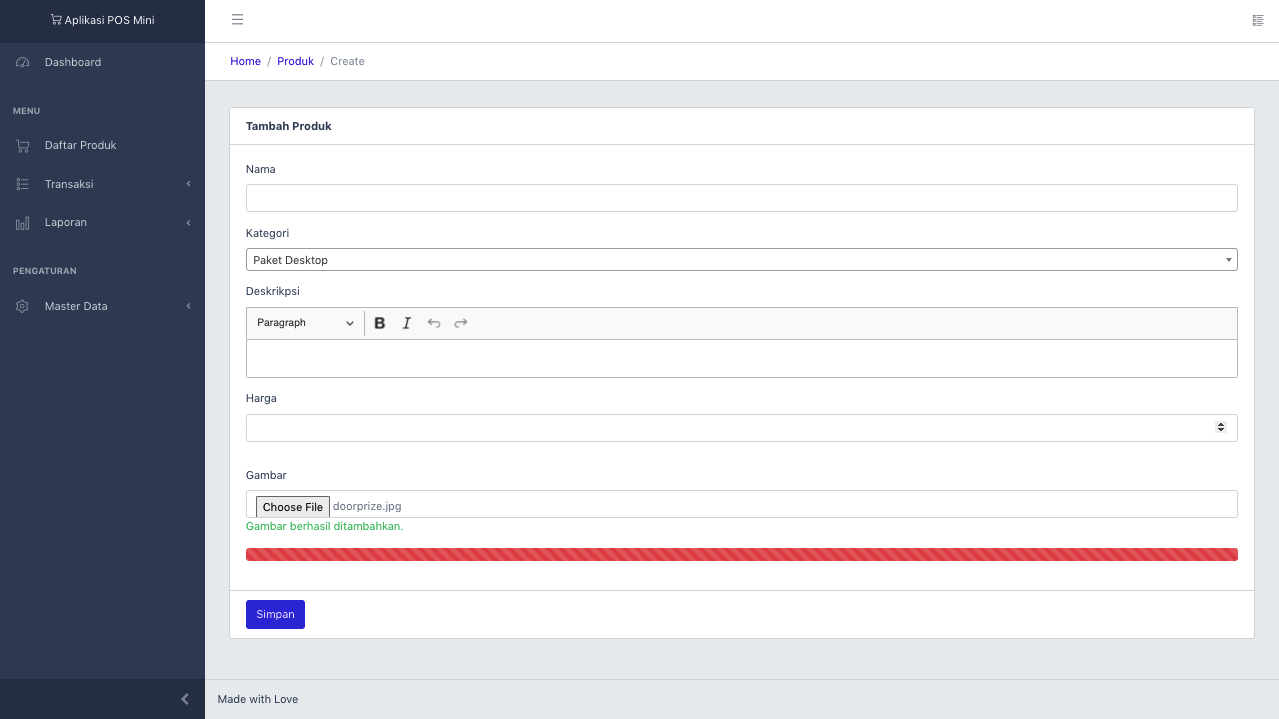 Aplikasi POS Mini
Dashboard
MENU
Daftar Produk
Transaksi
Laporan
PENGATURAN
Master Data
Home / Produk / Create
Tambah Produk
Nama
Kategori
Paket Desktop
Deskrikpsi
Paragraph B I
Harga
Gambar
Choose File doorprize.jpg
Gambar berhasil ditambahkan.
Simpan
Made with Love